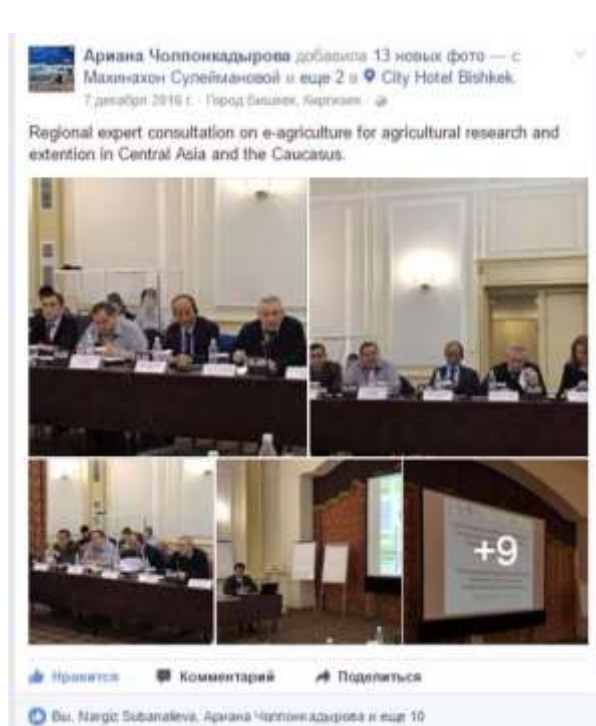 Ариана Чолпонкадырова добавила 13 новых фото — с
Махинахон Сулеймановой и еще 2 в City Hotel Bishkek.
7 декабря 2016 г. · Город Бишкек, Киргизия ·
Regional expert consultation on e-agriculture for agricultural research and
extention in Central Asia and the Caucasus.
+9
Нравится Комментарий Поделиться
Вы, Nargiz Subanalieva, Ариана Чолпонкадырова и еще 10